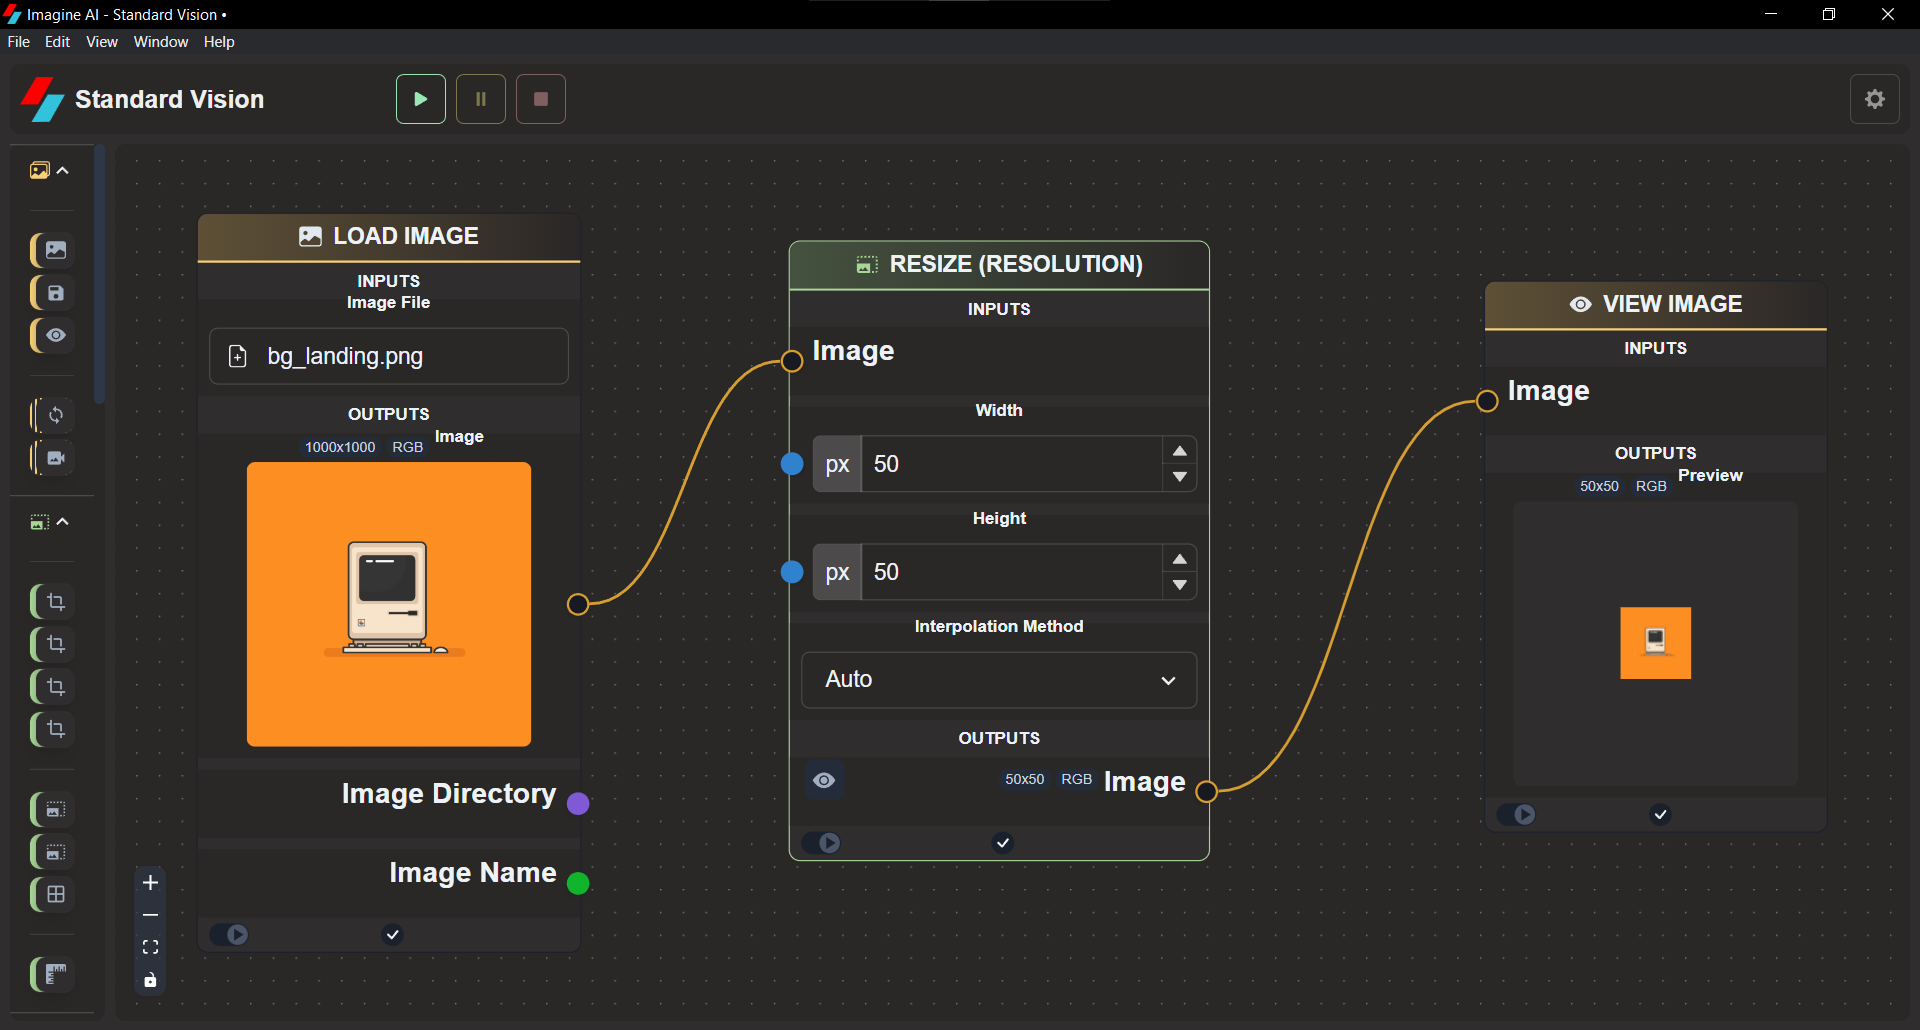 Imagine AI - Standard Vision •
File Edit View Window Help
Standard Vision
LOAD IMAGE
INPUTS
Image File
bg_landing.png
OUTPUTS
1000x1000 RGB Image
Image Directory
Image Name
RESIZE (RESOLUTION)
INPUTS
Image
Width
px 50
Height
px 50
Interpolation Method
Auto
OUTPUTS
50x50 RGB Image
VIEW IMAGE
INPUTS
Image
OUTPUTS
50x50 RGB Preview